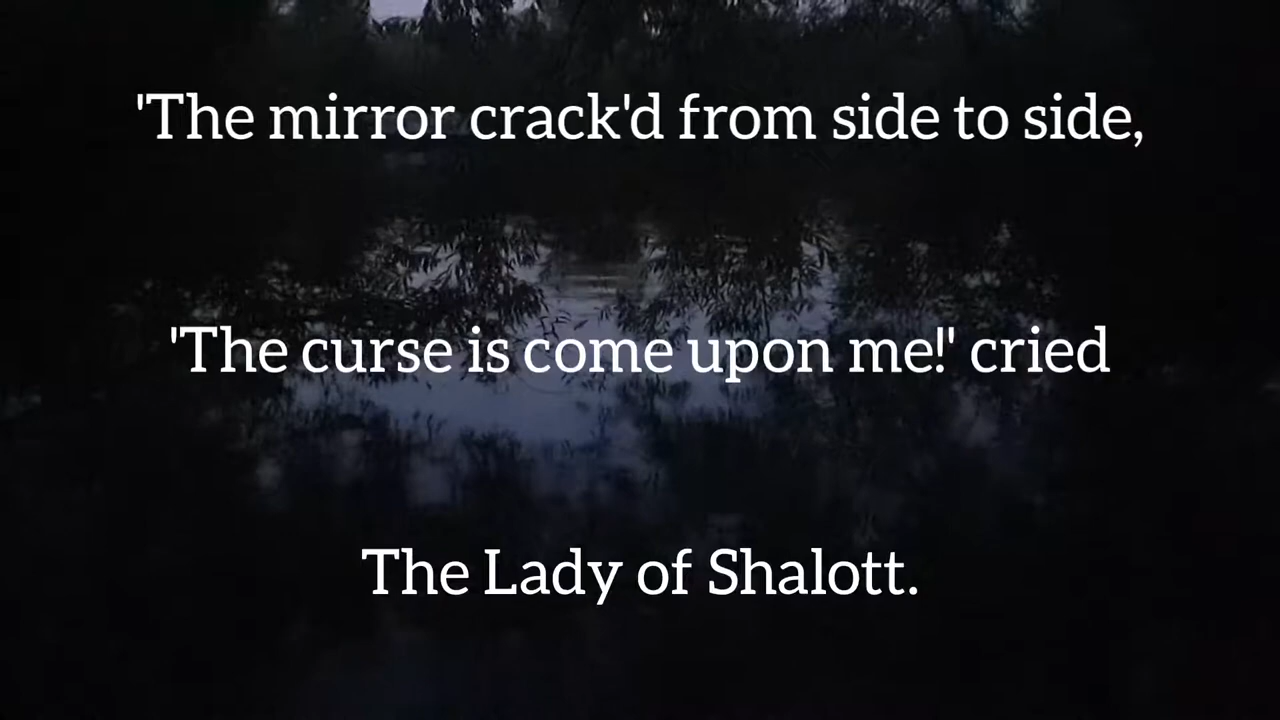 'The mirror crack'd from side to side,
'The curse is come upon me!' cried
The Lady of Shalott.